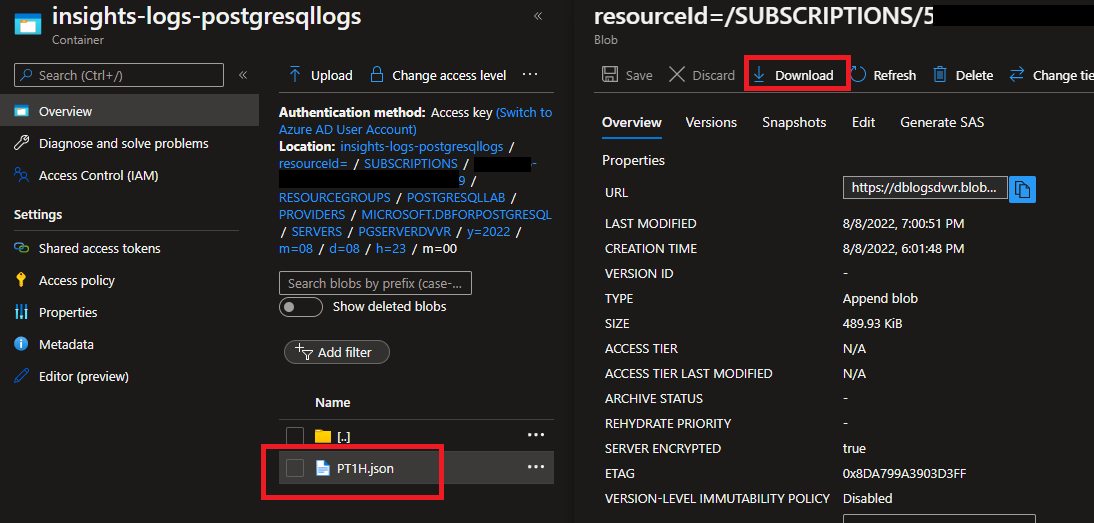 insights-logs-postgresqllogs
Container
Search (Ctrl+/)
Overview
Diagnose and solve problems
Access Control (IAM)
Settings
Shared access tokens
Access policy
Properties
Metadata
Editor (preview)
Upload
Change access level
Authentication method: Access key (Switch to
Azure AD User Account)
Location: insights-logs-postgresqllogs /
resourceId= / SUBSCRIPTIONS / -
9 /
RESOURCEGROUPS / POSTGRESQLLAB /
PROVIDERS / MICROSOFT.DBFORPOSTGRESQL
/ SERVERS / PGSERVERDVVR / y=2022 /
m=08 / d=08 / h=23 / m=00
Search blobs by prefix (case-...
Show deleted blobs
Add filter
Name
[..]
PT1H.json
resourceId=/SUBSCRIPTIONS/5
Blob
Save Discard Download Refresh Delete Change tie
Overview Versions Snapshots Edit Generate SAS
Properties
URL https://dblogsdvvr.blob...
LAST MODIFIED 8/8/2022, 7:00:51 PM
CREATION TIME 8/8/2022, 6:01:48 PM
VERSION ID -
TYPE Append blob
SIZE 489.93 KiB
ACCESS TIER N/A
ACCESS TIER LAST MODIFIED N/A
ARCHIVE STATUS -
REHYDRATE PRIORITY -
SERVER ENCRYPTED true
ETAG 0x8DA799A3903D3FF
VERSION-LEVEL IMMUTABILITY POLICY Disabled